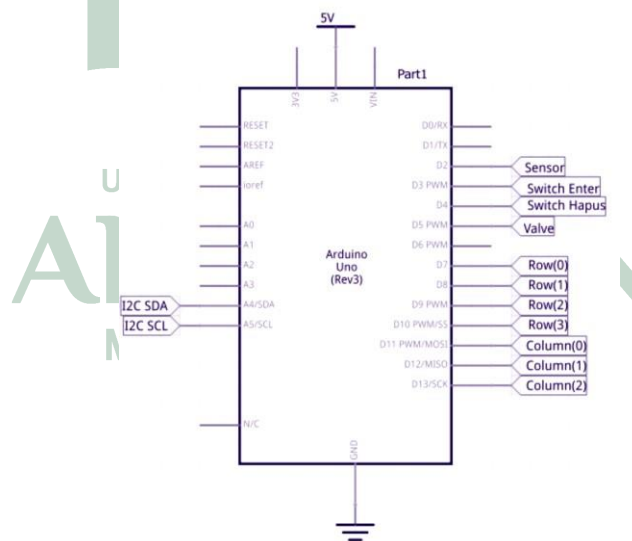 5V
Part1
3V3
5V
VIN
RESET
RESET2
AREF
ioref
A0
A1
A2
A3
I2C SDA
A4/SDA
I2C SCL
A5/SCL
N/C
Arduino
Uno
(Rev3)
D0/RX
D1/TX
D2
Sensor
D3 PWM
Switch Enter
D4
Switch Hapus
D5 PWM
Valve
D6 PWM
D7
Row(0)
D8
Row(1)
D9 PWM
Row(2)
D10 PWM/SS
Row(3)
D11 PWM/MOSI
Column(0)
D12/MISO
Column(1)
D13/SCK
Column(2)
GND
U